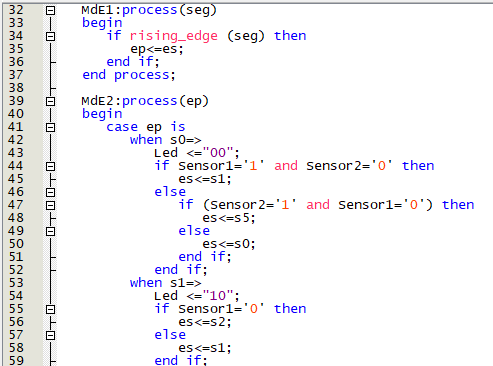 32 MdE1:process(seg)
33 begin
34 if rising_edge (seg) then
35 ep<=es;
36 end if;
37 end process;
38
39 MdE2:process(ep)
40 begin
41 case ep is
42 when s0=>
43 Led <="00";
44 if Sensor1='1' and Sensor2='0' then
45 es<=s1;
46 else
47 if (Sensor2='1' and Sensor1='0') then
48 es<=s5;
49 else
50 es<=s0;
51 end if;
52 end if;
53 when s1=>
54 Led <="10";
55 if Sensor1='0' then
56 es<=s2;
57 else
58 es<=s1;
59 end if;